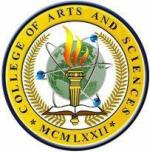 COLLEGE OF ARTS AND SCIENCES
MCMLXXII